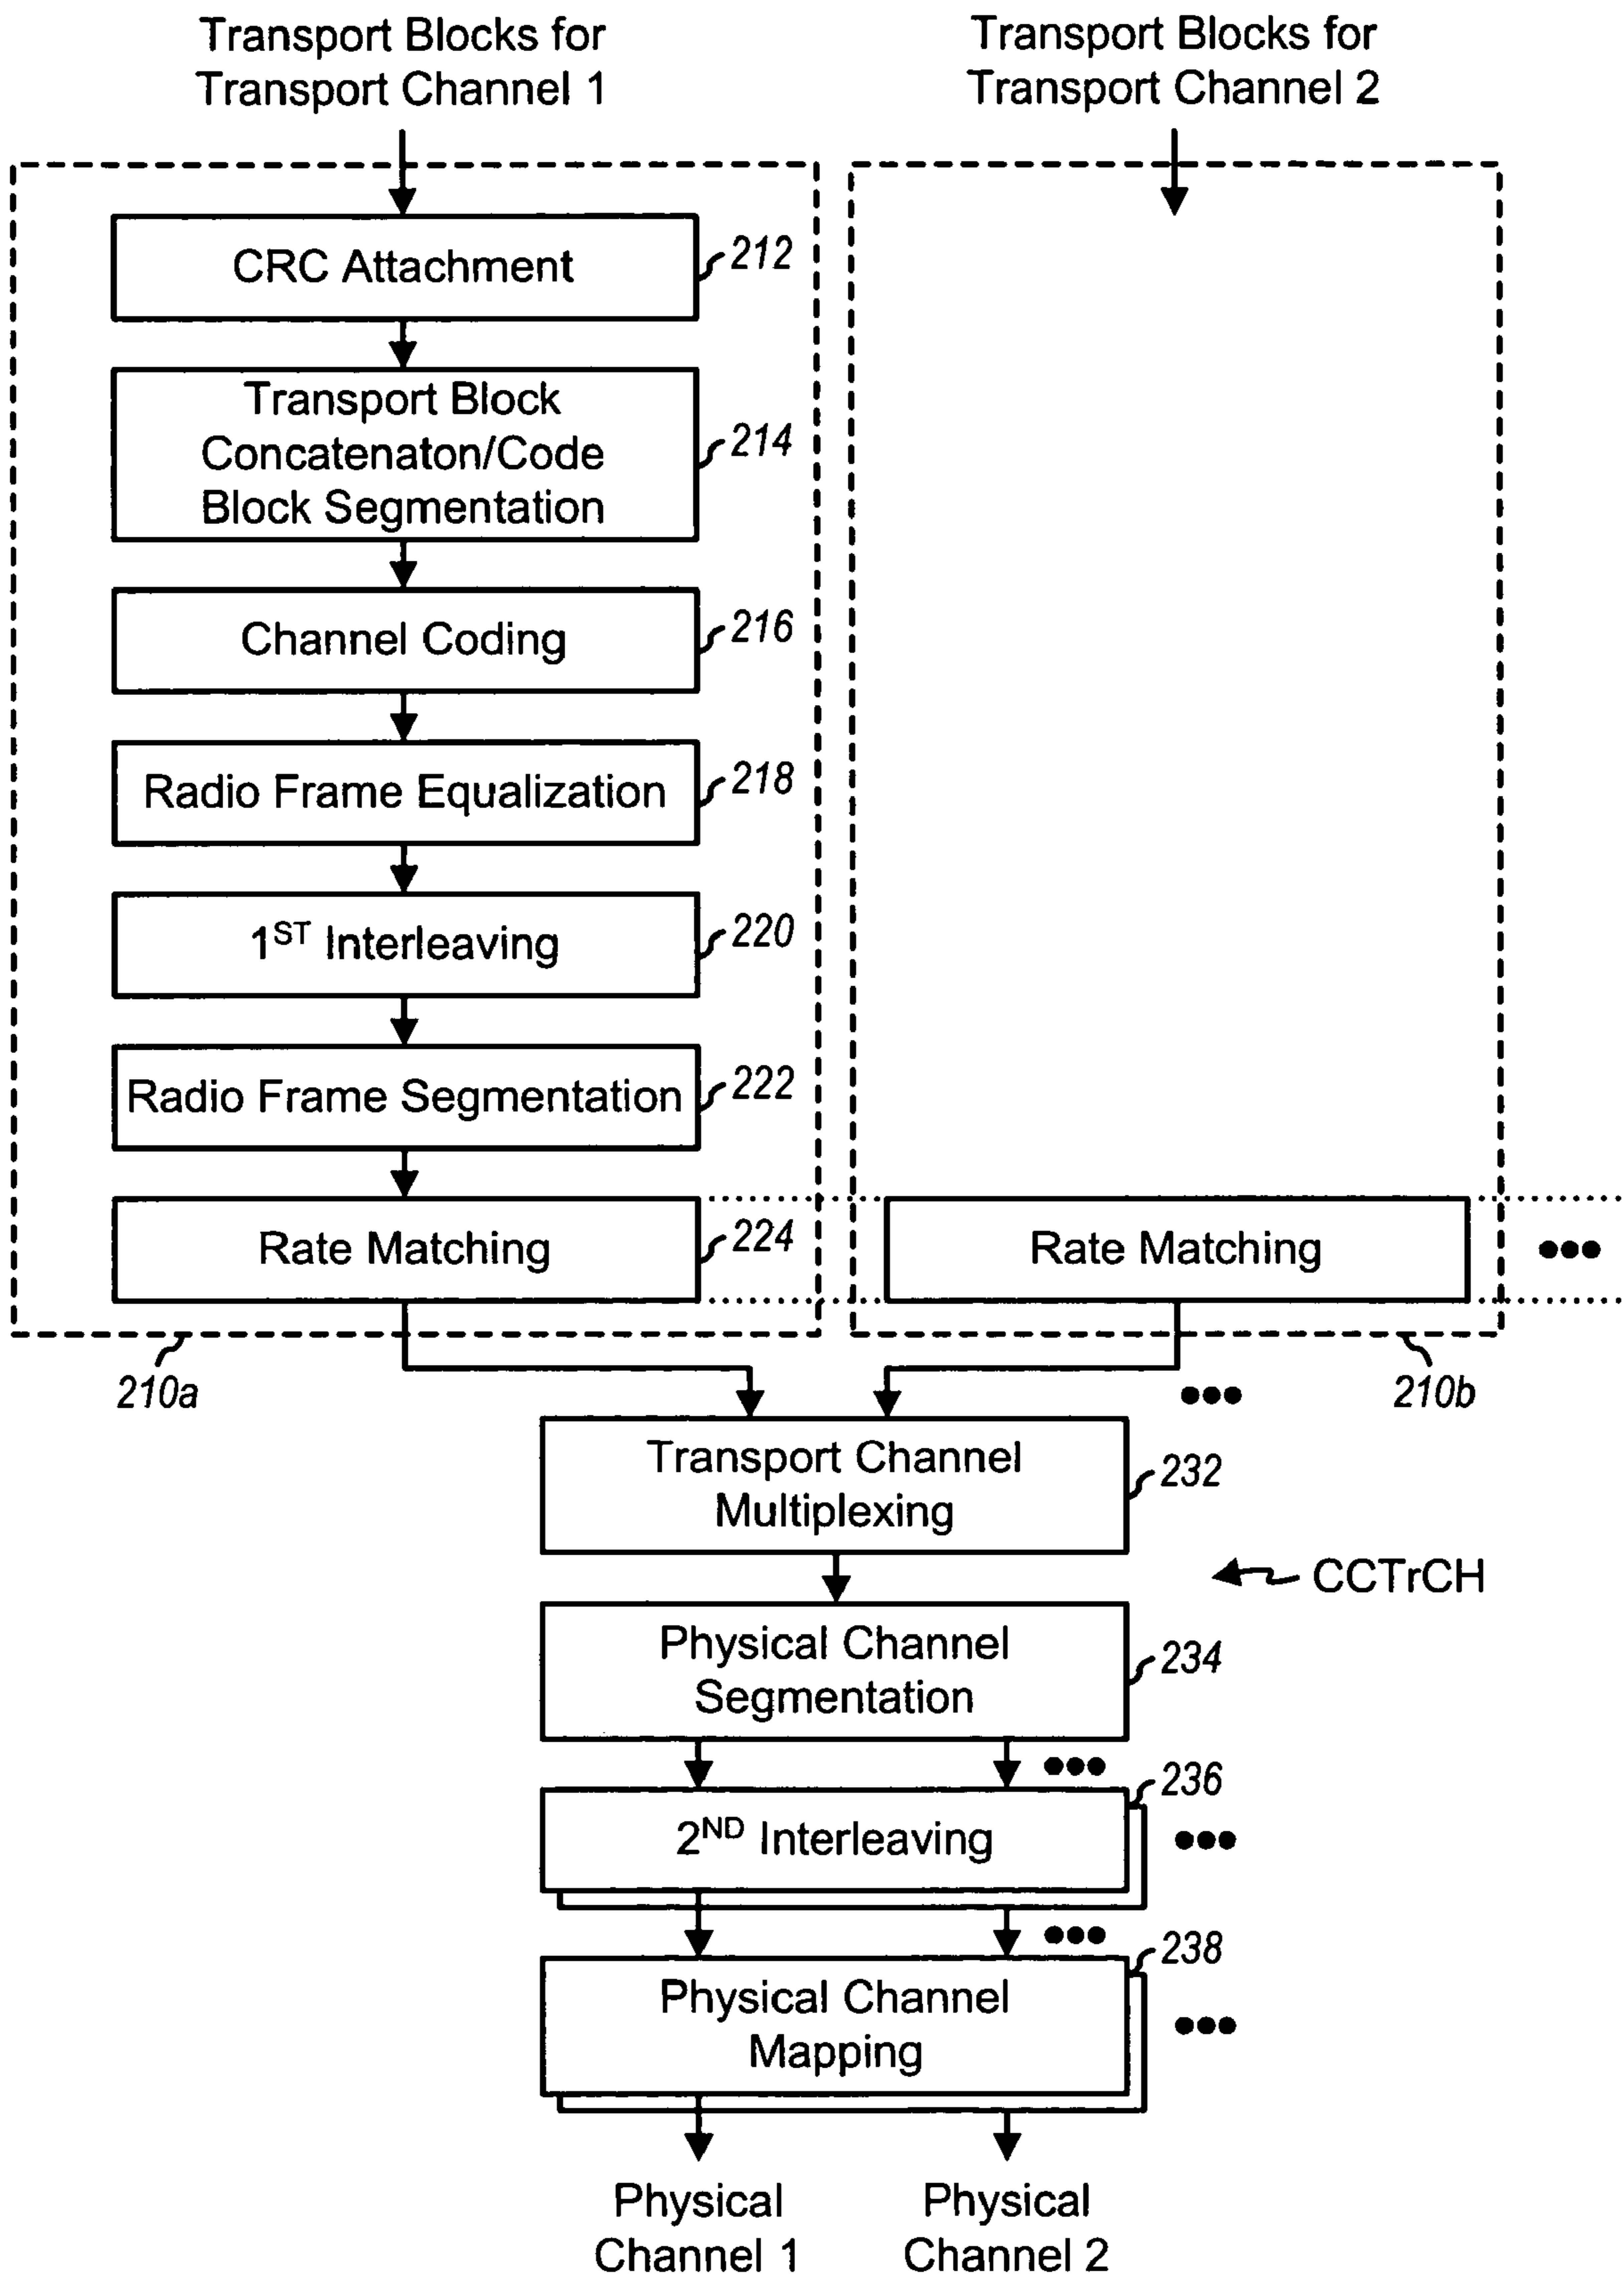 Transport Blocks for
Transport Channel 1
Transport Blocks for
Transport Channel 2
CRC Attachment
212
Transport Block
Concatenaton/Code
Block Segmentation
214
Channel Coding
216
Radio Frame Equalization
218
1ST Interleaving
220
Radio Frame Segmentation
222
Rate Matching
224
Rate Matching
210a
210b
Transport Channel
Multiplexing
232
CCTrCH
Physical Channel
Segmentation
234
236
2ND Interleaving
238
Physical Channel
Mapping
Physical
Channel 1
Physical
Channel 2